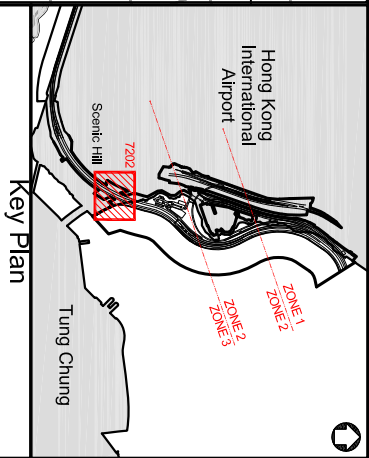 Hong Kong
International
Airport
ZONE 1
ZONE 2
ZONE 2
ZONE 3
7202
Scenic Hill
Tung Chung
Key Plan